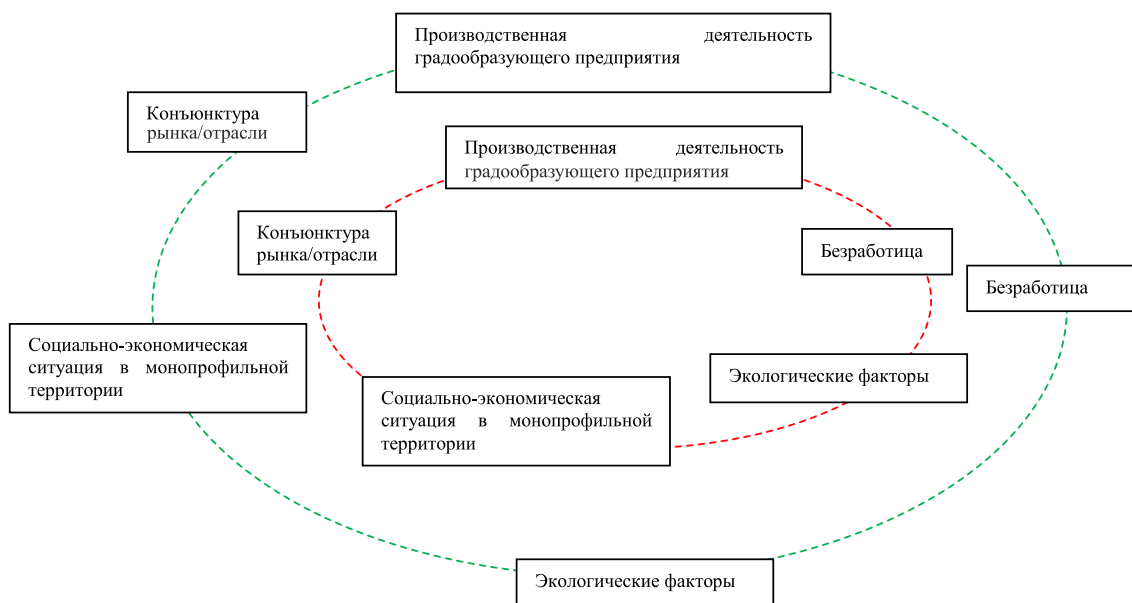 Производственная деятельность
градообразующего предприятия
Конъюнктура
рынка/отрасли
Производственная деятельность
градообразующего предприятия
Конъюнктура
рынка/отрасли
Безработица
Безработица
Социально-экономическая
ситуация в монопрофильной
территории
Экологические факторы
Социально-экономическая
ситуация в монопрофильной
территории
Экологические факторы